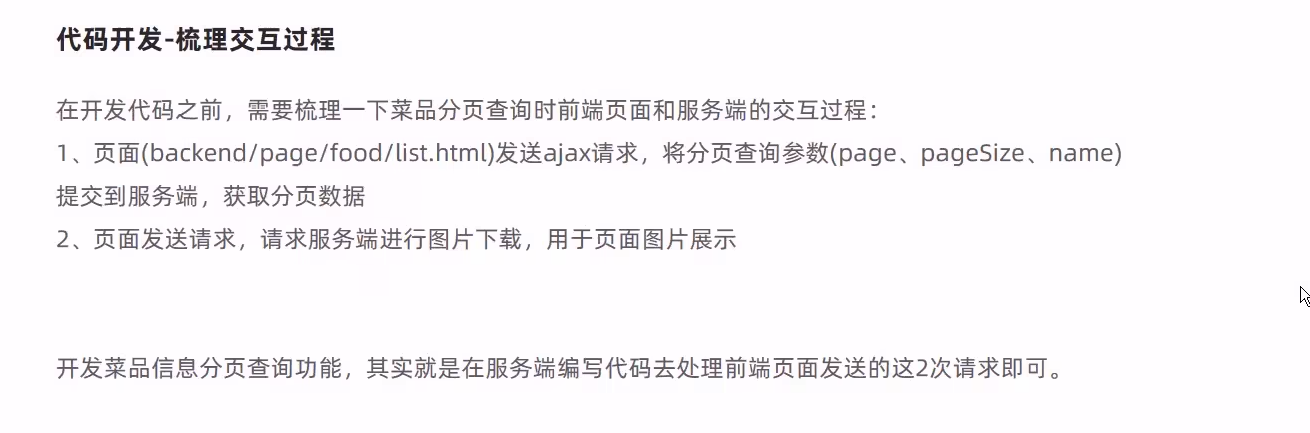 代码开发-梳理交互过程
在开发代码之前，需要梳理一下菜品分页查询时前端页面和服务端的交互过程：
1、页面(backend/page/food/list.html)发送ajax请求，将分页查询参数(page、pageSize、name)
提交到服务端，获取分页数据
2、页面发送请求，请求服务端进行图片下载，用于页面图片展示
开发菜品信息分页查询功能，其实就是在服务端编写代码去处理前端页面发送的这2次请求即可。